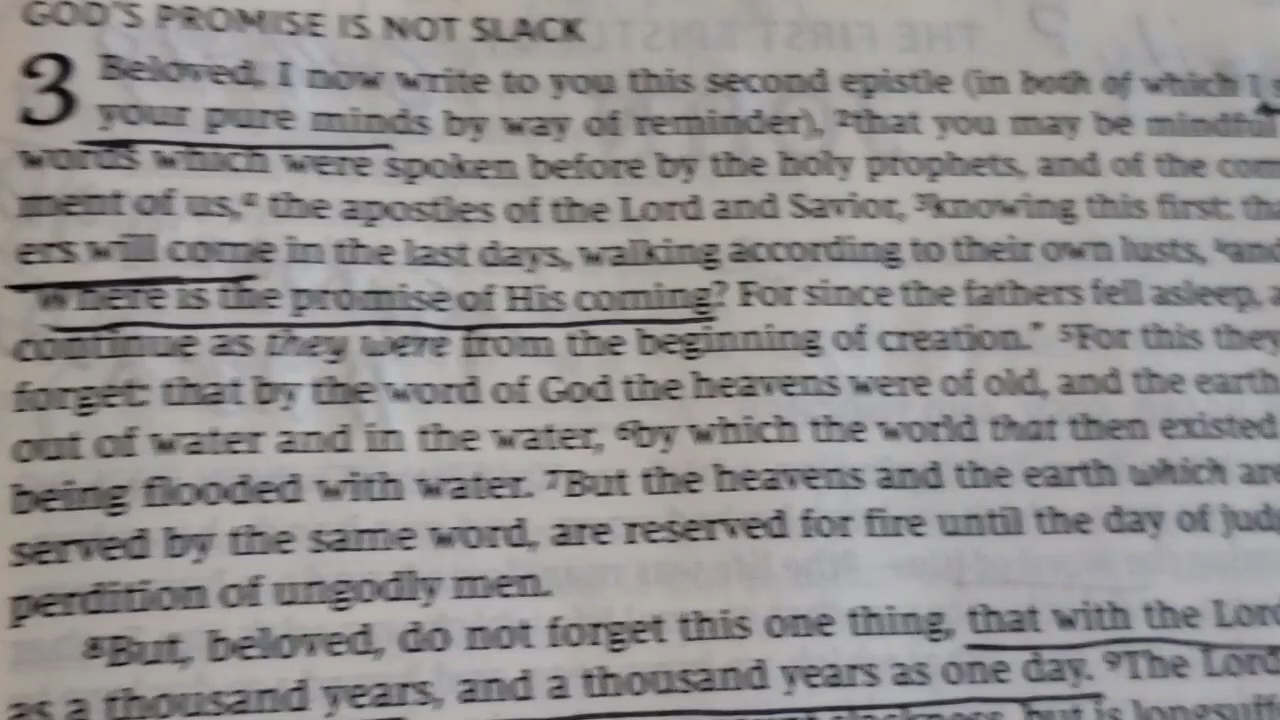 GOD'S PROMISE IS NOT SLACK
3 Beloved, I now write to you this second epistle (in both of which I
your pure minds by way of reminder), ²that you may be mindful
words which were spoken before by the holy prophets, and of the com
ment of us,ᵃ the apostles of the Lord and Savior, ³knowing this first: tha
ers will come in the last days, walking according to their own lusts, ⁴and
"Where is the promise of His coming? For since the fathers fell asleep, a
continue as they were from the beginning of creation." ⁵For this they
forget: that by the word of God the heavens were of old, and the earth
out of water and in the water, ⁶by which the world that then existed
being flooded with water. ⁷But the heavens and the earth which are
served by the same word, are reserved for fire until the day of jud
perdition of ungodly men.
⁸But, beloved, do not forget this one thing, that with the Lord
as a thousand years, and a thousand years as one day. ⁹The Lord
slackness, but is longsuff